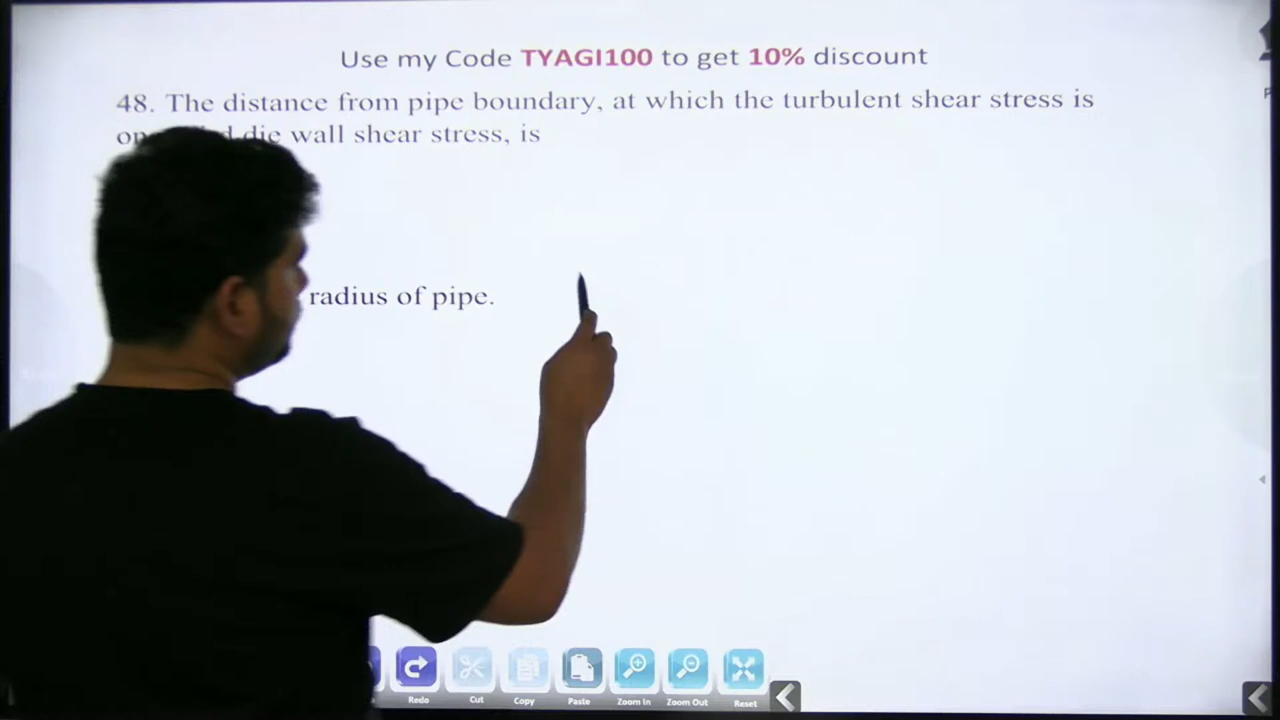 Use my Code TYAGI100 to get 10% discount
48. The distance from pipe boundary, at which the turbulent shear stress is
die wall shear stress, is
radius of pipe.
Redo
Cut
Copy
Paste
Zoom In
Zoom Out
Reset